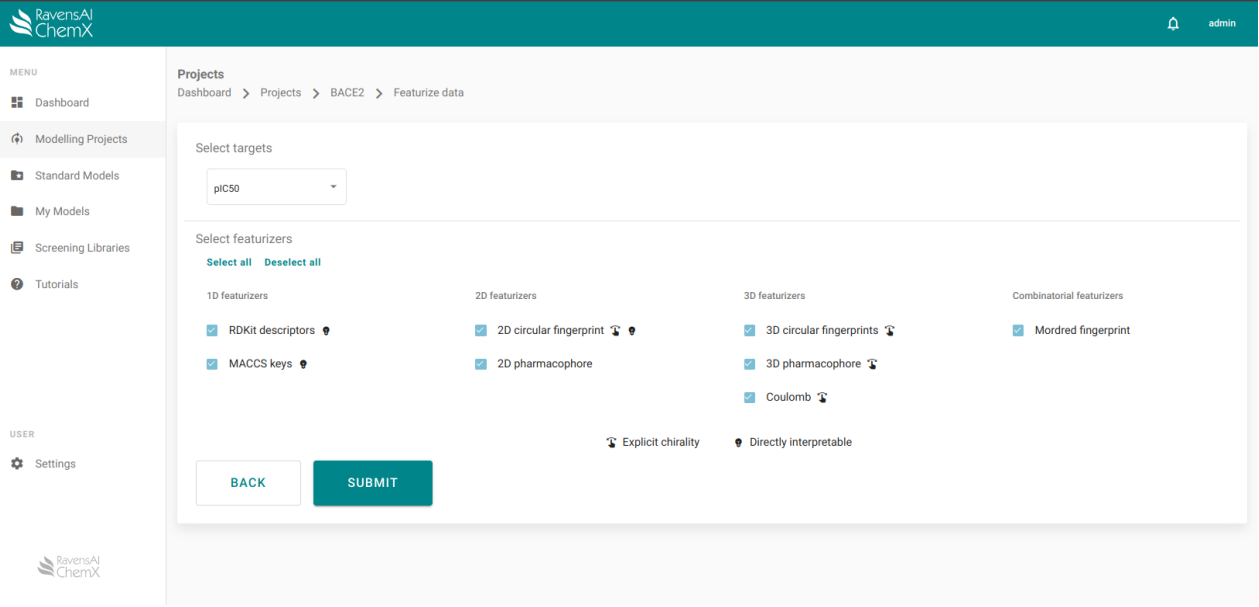 RavensAI
ChemX
admin
MENU
Dashboard
Modelling Projects
Standard Models
My Models
Screening Libraries
Tutorials
USER
Settings
RavensAI
ChemX
Projects
Dashboard > Projects > BACE2 > Featurize data
Select targets
pIC50
Select featurizers
Select all Deselect all
1D featurizers 2D featurizers 3D featurizers Combinatorial featurizers
RDKit descriptors 2D circular fingerprint 3D circular fingerprints Mordred fingerprint
MACCS keys 2D pharmacophore 3D pharmacophore
Coulomb
Explicit chirality Directly interpretable
BACK SUBMIT